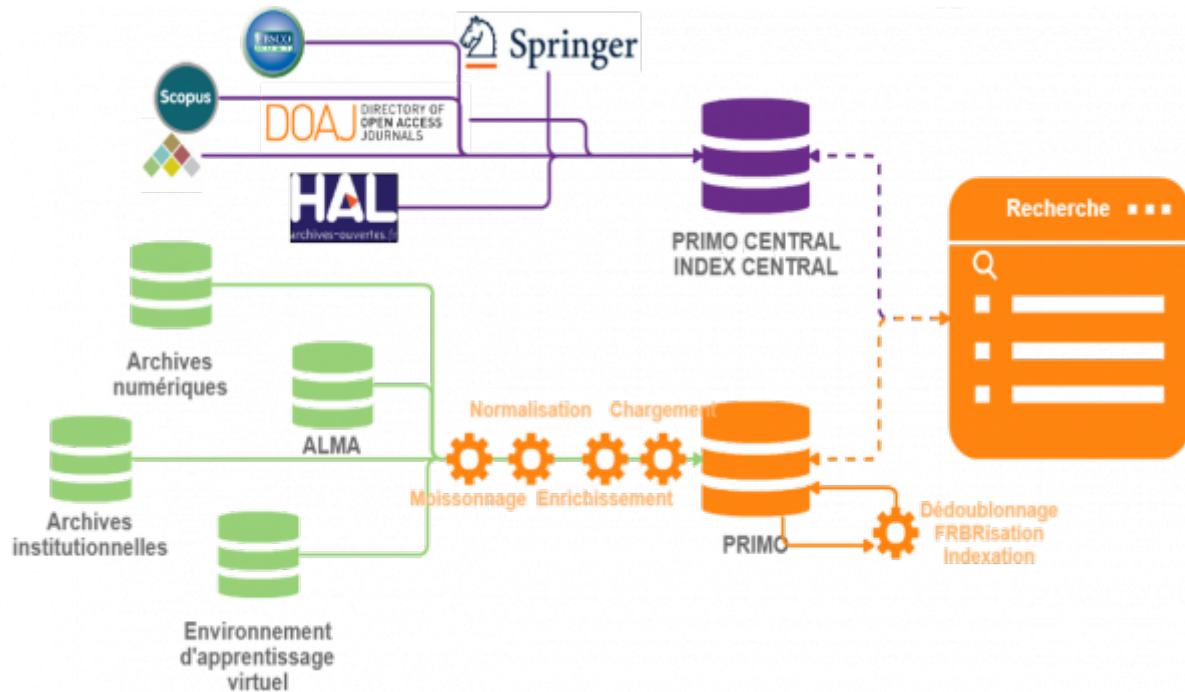 Springer
Scopus
DOAJ
DIRECTORY OF
OPEN ACCESS
JOURNALS
HAL
archives-ouvertes.fr
Recherche
PRIMO CENTRAL
INDEX CENTRAL
Archives
numériques
ALMA
Normalisation
Chargement
Moissonnage
Enrichissement
Archives
institutionnelles
PRIMO
Dédoublonnage
FRBRisation
Indexation
Environnement
d'apprentissage
virtuel